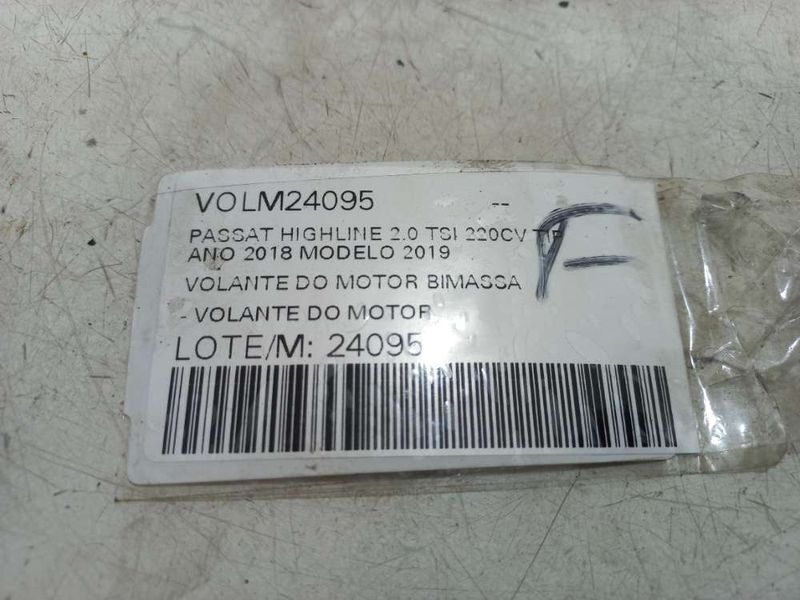 VOLM24095 --
PASSAT HIGHLINE 2.0 TSI 220CV TIP
ANO 2018 MODELO 2019
VOLANTE DO MOTOR BIMASSA
- VOLANTE DO MOTOR
LOTE/M: 24095
F